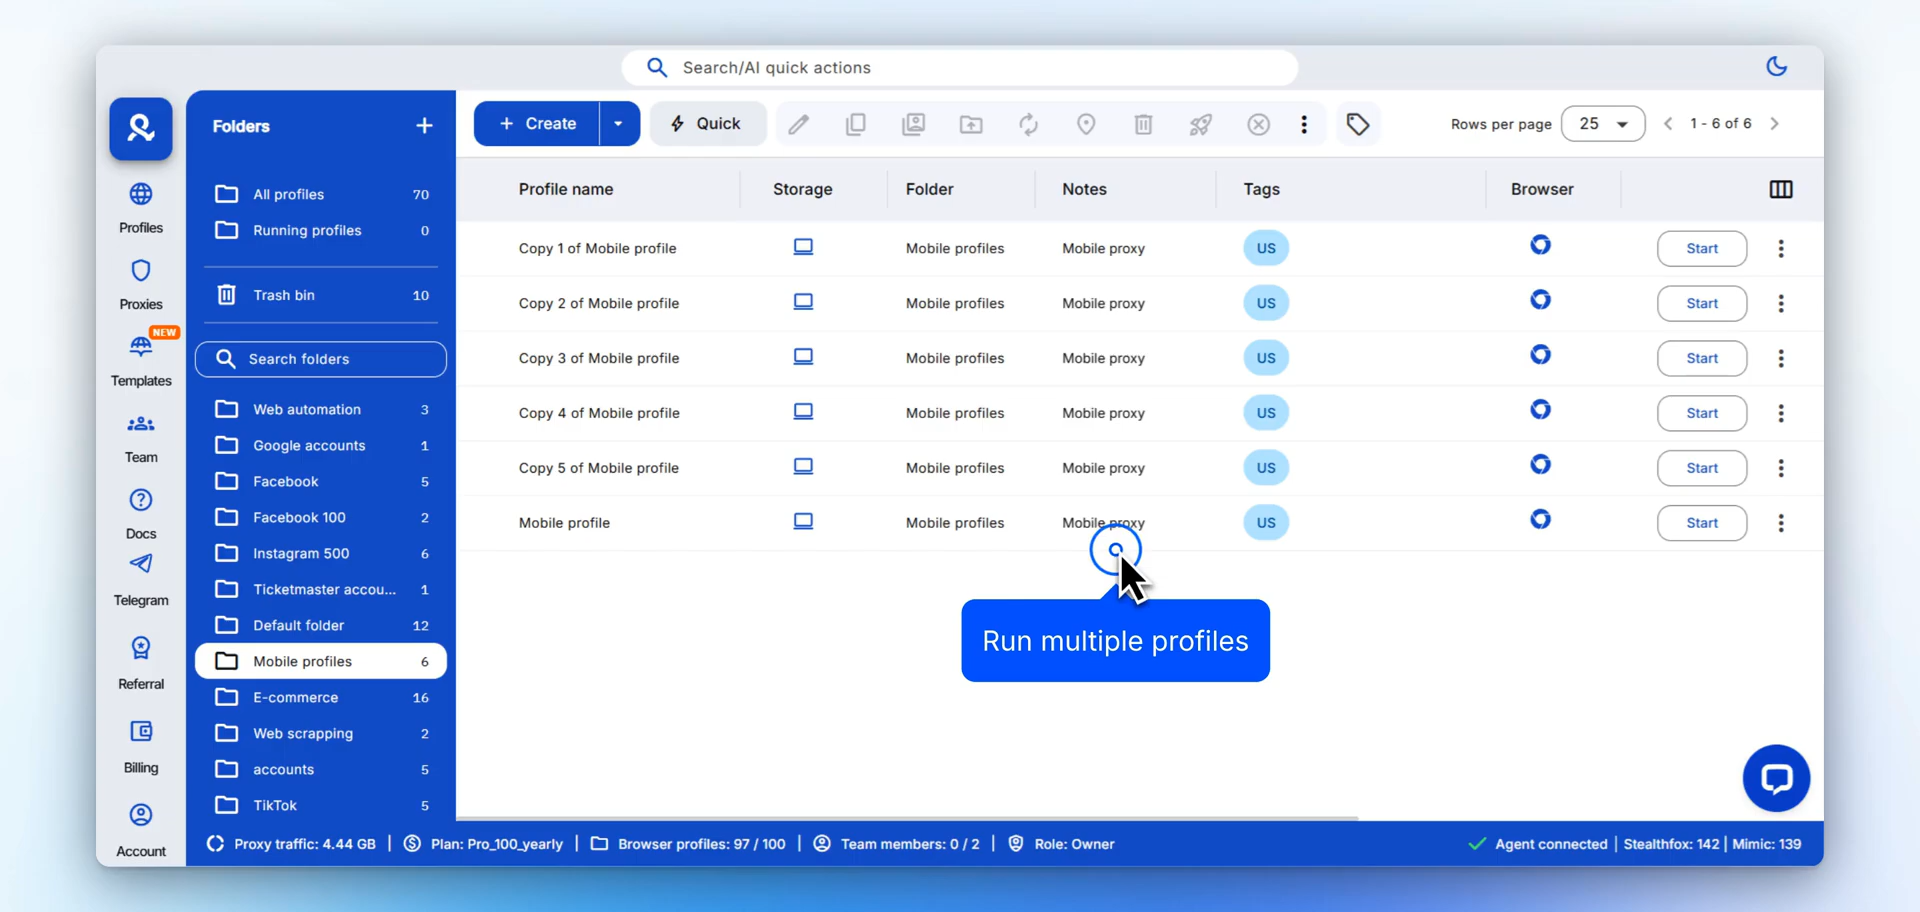 Search/AI quick actions
Folders
+ Create
Quick
Rows per page
25
1 - 6 of 6
Profile name
Storage
Folder
Notes
Tags
Browser
All profiles 70
Running profiles 0
Trash bin 10
Search folders
Web automation 3
Google accounts 1
Facebook 5
Facebook 100 2
Instagram 500 6
Ticketmaster accou... 1
Default folder 12
Mobile profiles 6
E-commerce 16
Web scrapping 2
accounts 5
TikTok 5
Profiles
Proxies
NEW
Templates
Team
Docs
Telegram
Referral
Billing
Account
Copy 1 of Mobile profile Mobile profiles Mobile proxy US Start
Copy 2 of Mobile profile Mobile profiles Mobile proxy US Start
Copy 3 of Mobile profile Mobile profiles Mobile proxy US Start
Copy 4 of Mobile profile Mobile profiles Mobile proxy US Start
Copy 5 of Mobile profile Mobile profiles Mobile proxy US Start
Mobile profile Mobile profiles Mobile proxy US Start
Run multiple profiles
Proxy traffic: 4.44 GB | Plan: Pro_100_yearly | Browser profiles: 97 / 100 | Team members: 0 / 2 | Role: Owner
Agent connected | Stealthfox: 142 | Mimic: 139